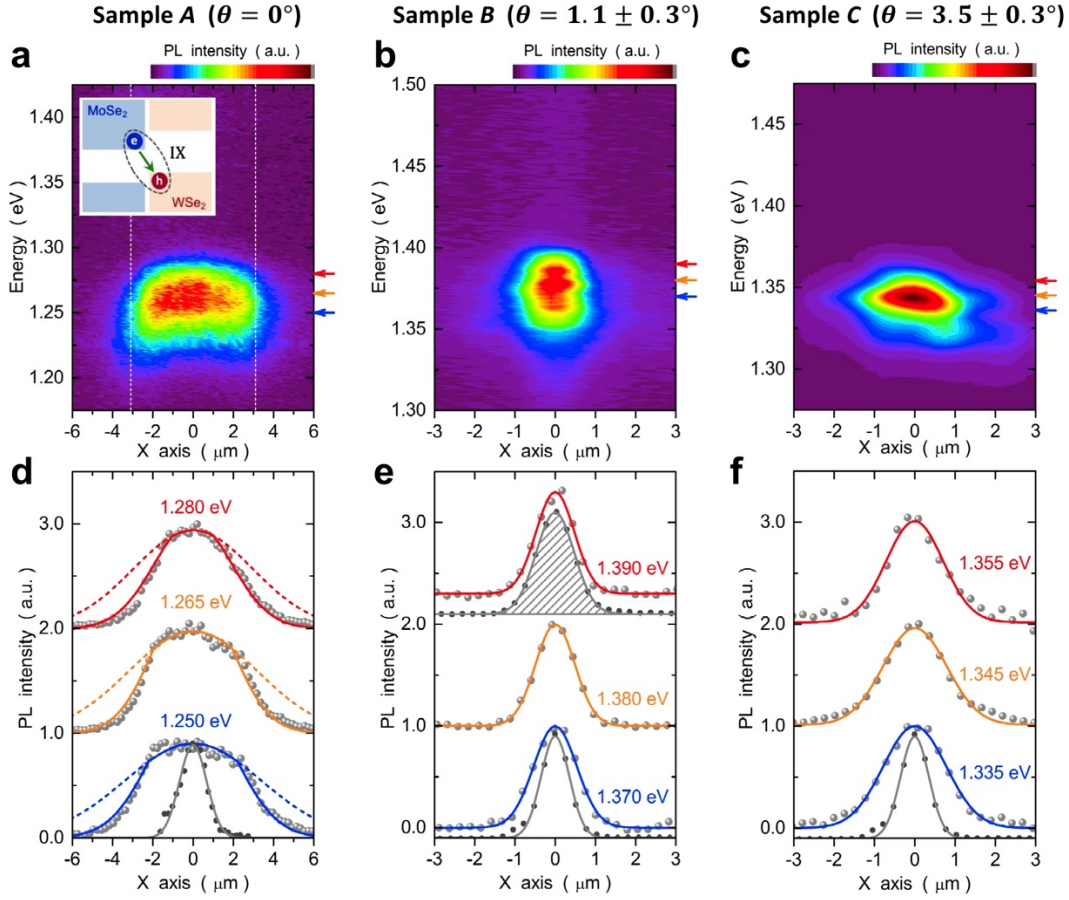 Sample A (θ = 0°)
Sample B (θ = 1.1 ± 0.3°)
Sample C (θ = 3.5 ± 0.3°)
a
PL intensity ( a.u.)
b
PL intensity ( a.u.)
c
PL intensity ( a.u.)
MoSe₂
e
IX
h
WSe₂
Energy ( eV)
1.40
1.35
1.30
1.25
1.20
-6 -4 -2 0 2 4 6
X axis ( μm)
Energy ( eV)
1.50
1.45
1.40
1.35
1.30
-3 -2 -1 0 1 2 3
X axis ( μm)
Energy ( eV)
1.45
1.40
1.35
1.30
-3 -2 -1 0 1 2 3
X axis ( μm)
d
1.280 eV
1.265 eV
1.250 eV
PL intensity ( a.u.)
3.0
2.0
1.0
0.0
-6 -4 -2 0 2 4 6
X axis ( μm)
e
1.390 eV
1.380 eV
1.370 eV
PL intensity ( a.u.)
3.0
2.0
1.0
0.0
-3 -2 -1 0 1 2 3
X axis ( μm)
f
1.355 eV
1.345 eV
1.335 eV
PL intensity ( a.u.)
3.0
2.0
1.0
0.0
-3 -2 -1 0 1 2 3
X axis ( μm)